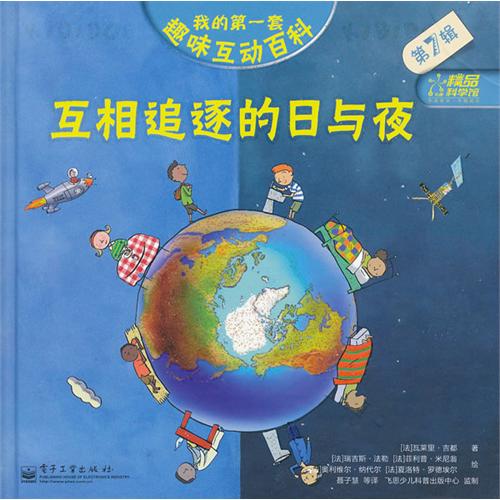 我的第一套
趣味互动百科
第7辑
精品
科学馆
互相追逐的日与夜
[法]瓦莱里·吉都 著
[法]瑞吉斯·法勒 [法]菲利普·米尼翁 绘
[法]奥利维尔·纳代尔 [法]夏洛特·罗德埃尔
聂子慧 等译 飞思少儿科普出版中心 监制
电子工业出版社